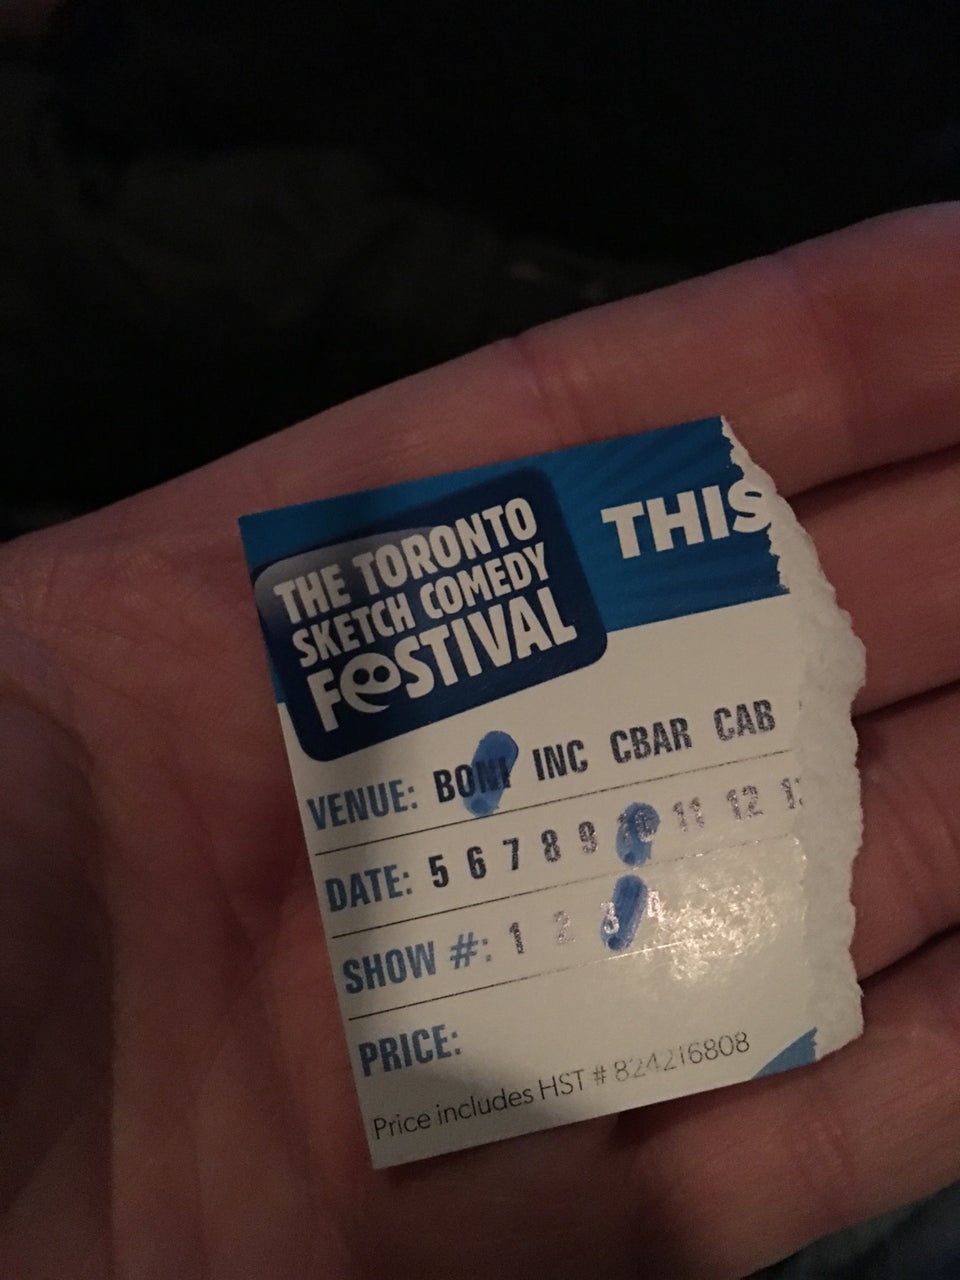 THE TORONTO
SKETCH COMEDY
FESTIVAL
THIS
VENUE: BONI INC CBAR CAB
DATE: 5 6 7 8 9 10 11 12
SHOW #: 1 2 3 4
PRICE:
Price includes HST # 824216808